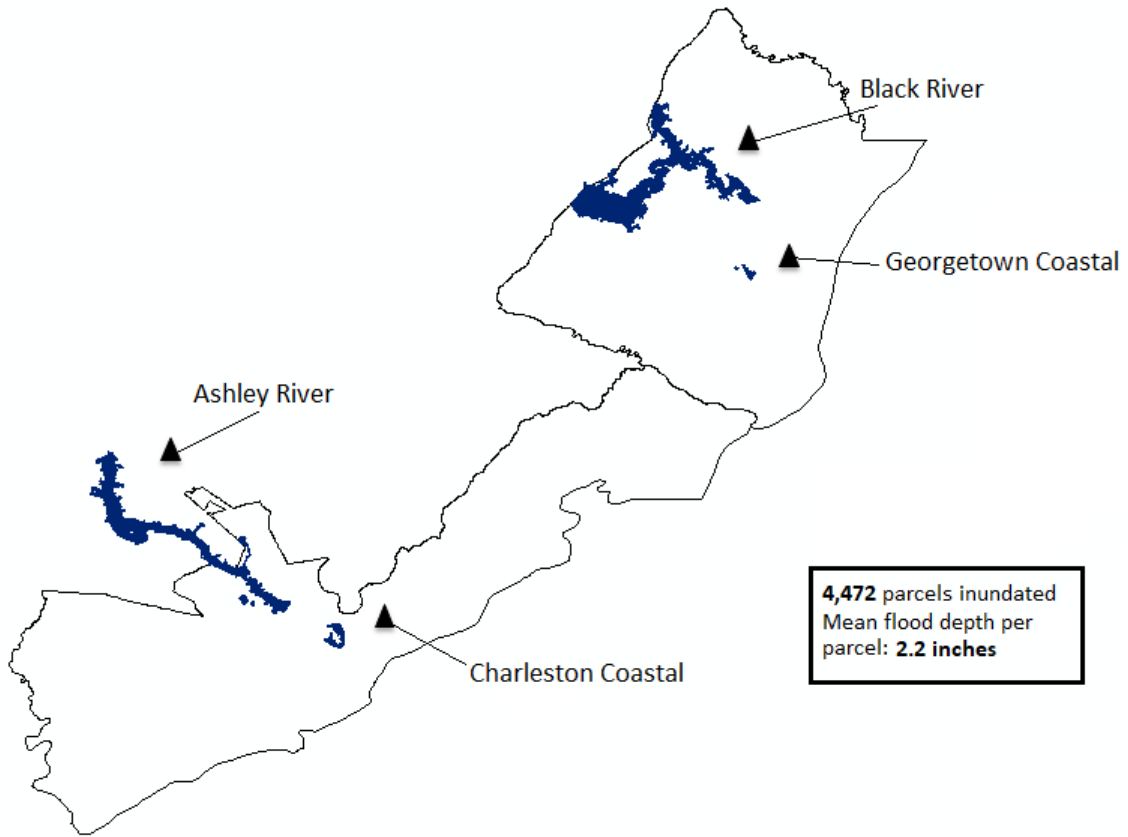 Black River
Georgetown Coastal
Ashley River
4,472 parcels inundated
Mean flood depth per
parcel: 2.2 inches
Charleston Coastal